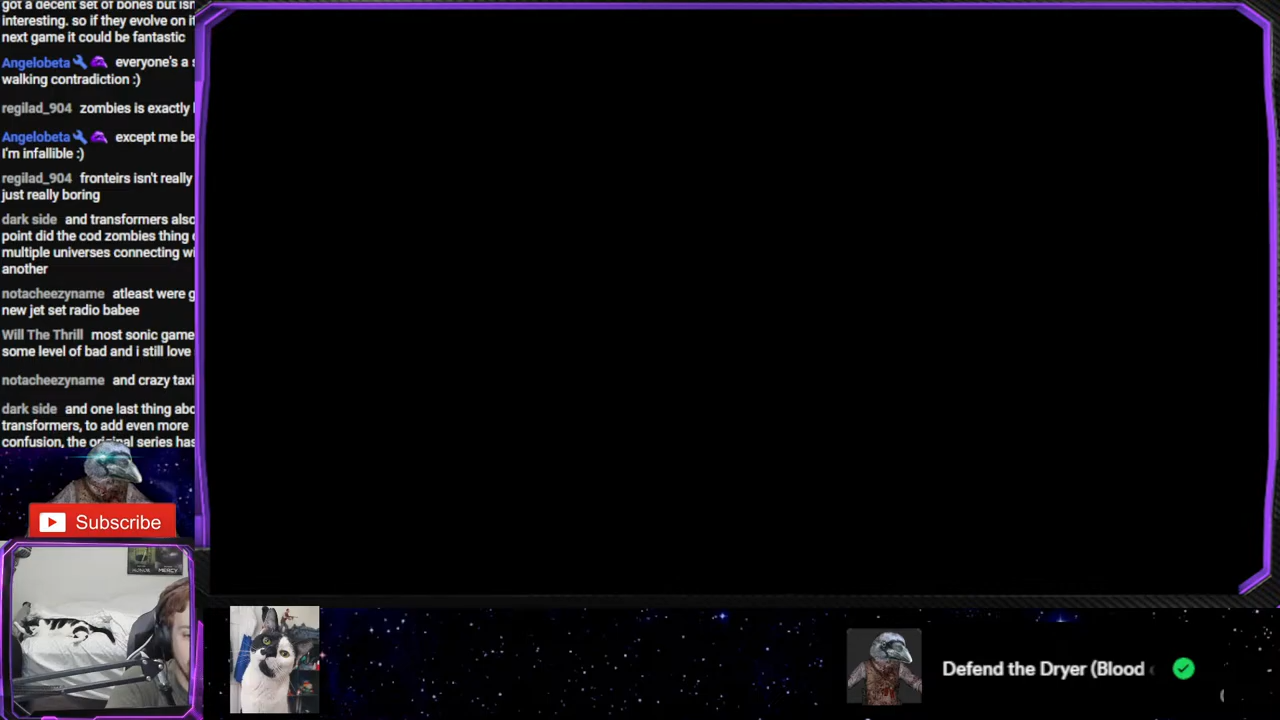 got a decent set of bones but isn
interesting. so if they evolve on it
next game it could be fantastic
Angelobeta everyone's a s
walking contradiction :)
regilad_904 zombies is exactly l
Angelobeta except me be
I'm infallible :)
regilad_904 fronteirs isn't really
just really boring
dark side and transformers also
point did the cod zombies thing o
multiple universes connecting wi
another
notacheezyname atleast were g
new jet set radio babee
Will The Thrill most sonic game
some level of bad and i still love
notacheezyname and crazy taxi
dark side and one last thing abo
transformers, to add even more
confusion, the original series has
Subscribe
MERCY
Defend the Dryer (Blood